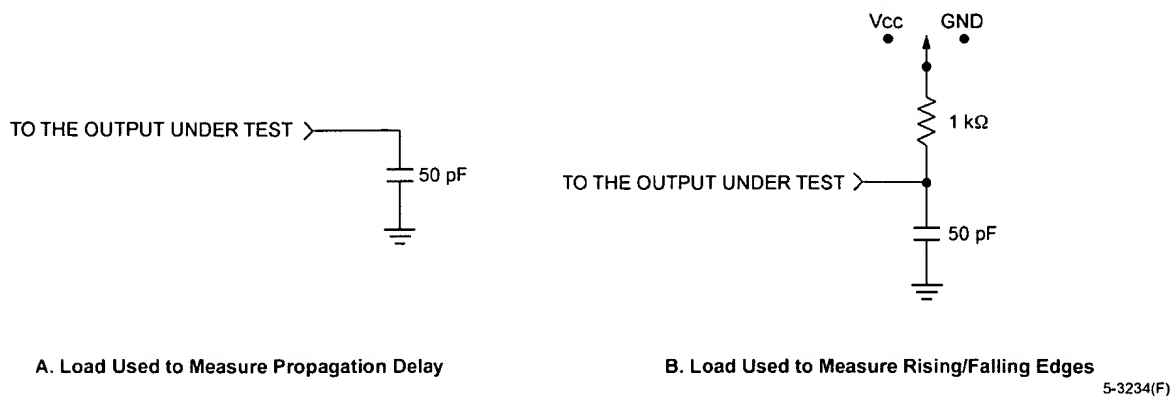 TO THE OUTPUT UNDER TEST
50 pF
A. Load Used to Measure Propagation Delay
Vcc GND
1 kΩ
TO THE OUTPUT UNDER TEST
50 pF
B. Load Used to Measure Rising/Falling Edges
5-3234(F)